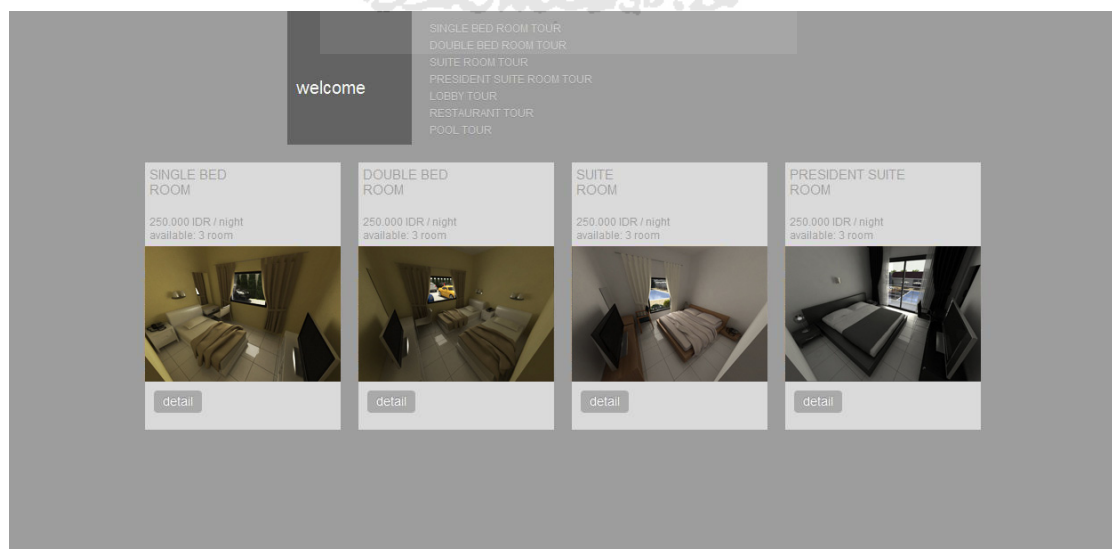 SINGLE BED ROOM TOUR
DOUBLE BED ROOM TOUR
SUITE ROOM TOUR
PRESIDENT SUITE ROOM TOUR
LOBBY TOUR
RESTAURANT TOUR
POOL TOUR
welcome
SINGLE BED
ROOM
250.000 IDR / night
available: 3 room
detail
DOUBLE BED
ROOM
250.000 IDR / night
available: 3 room
detail
SUITE
ROOM
250.000 IDR / night
available: 3 room
detail
PRESIDENT SUITE
ROOM
250.000 IDR / night
available: 3 room
detail